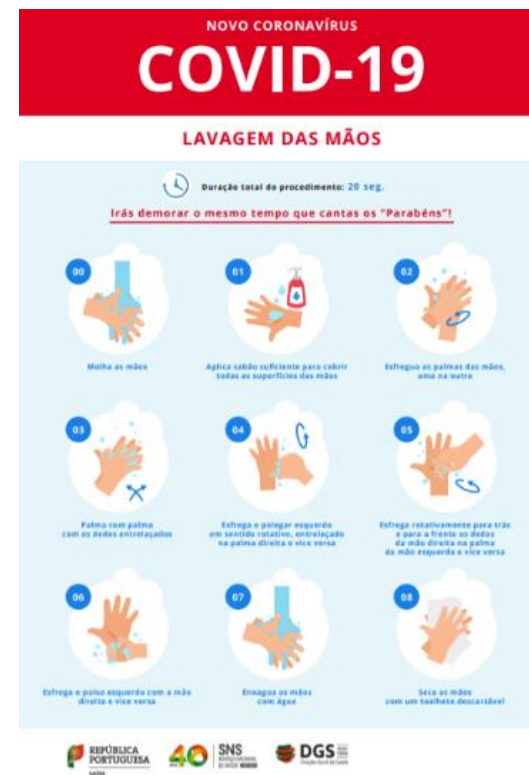 NOVO CORONAVÍRUS
COVID-19
LAVAGEM DAS MÃOS
Duração total do procedimento: 20 seg.
Irás demorar o mesmo tempo que cantas os "Parabéns"!
00
Molha as mãos
01
Aplica sabão suficiente para cobrir
todas as superfícies das mãos
02
Esfregua as palmas das mãos,
uma na outra
03
Palma com palma
com os dedos entrelaçados
04
Esfrega o polegar esquerdo
em sentido rotativo, entrelaçado
na palma direita e vice versa
05
Esfrega rotativamente para trás
e para a frente os dedos
da mão direita na palma
da mão esquerda e vice versa
06
Esfrega o pulso esquerdo com a mão
direita e vice versa
07
Enxagua as mãos
com água
08
Seca as mãos
com um toalhete descartável
REPÚBLICA
PORTUGUESA
SAÚDE
40
SNS
DGS